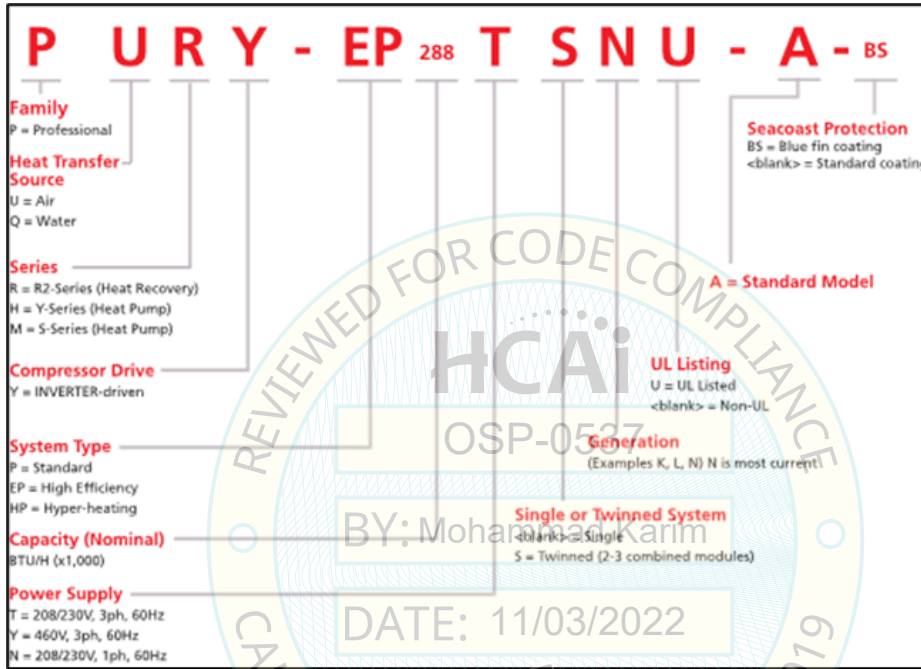 P U R Y - EP 288 T S N U - A - BS
Family
P = Professional
Heat Transfer
Source
U = Air
Q = Water
Series
R = R2-Series (Heat Recovery)
H = Y-Series (Heat Pump)
M = S-Series (Heat Pump)
Compressor Drive
Y = INVERTER-driven
System Type
P = Standard
EP = High Efficiency
HP = Hyper-heating
Capacity (Nominal)
BTU/H (x1,000)
Power Supply
T = 208/230V, 3ph, 60Hz
Y = 460V, 3ph, 60Hz
N = 208/230V, 1ph, 60Hz
Seacoast Protection
BS = Blue fin coating
<blank> = Standard coating
A = Standard Model
UL Listing
U = UL Listed
<blank> = Non-UL
Generation
(Examples K, L, N) N is most current
Single or Twinned System
<blank> = Single
S = Twinned (2-3 combined modules)
REVIEWED FOR CODE COMPLIANCE
HCAi
OSP-0537
BY: Mohammad Karim
DATE: 11/03/2022